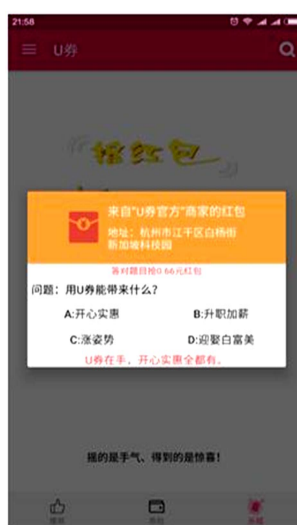 21:58
U券
摇红包
来自"U券官方"商家的红包
地址：杭州市江干区白杨街
新加坡科技园
答对题目抢0.66元红包
问题：用U券能带来什么？
A:开心实惠
B:升职加薪
C:涨姿势
D:迎娶白富美
U券在手，开心实惠全都有。
摇的是手气、得到的是惊喜！